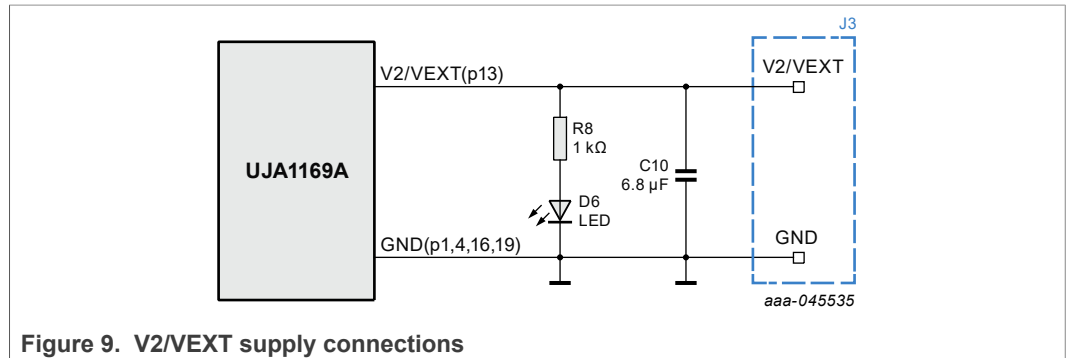 J3
V2/VEXT(p13)
V2/VEXT
R8
1 kΩ
UJA1169A
C10
6.8 µF
D6
LED
GND(p1,4,16,19)
GND
aaa-045535
Figure 9. V2/VEXT supply connections